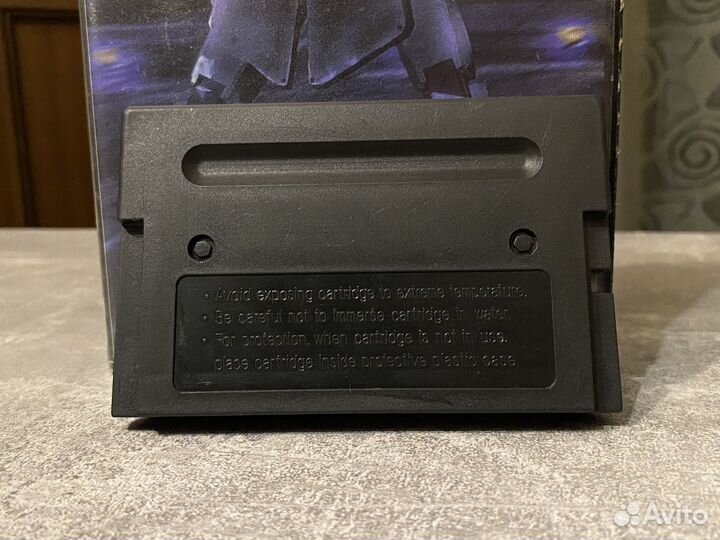 · Avoid exposing cartridge to extreme temperature.
· Be careful not to immerse cartridge in water.
· For protection, when cartridge is not in use,
place cartridge inside protective plastic case.
Avito